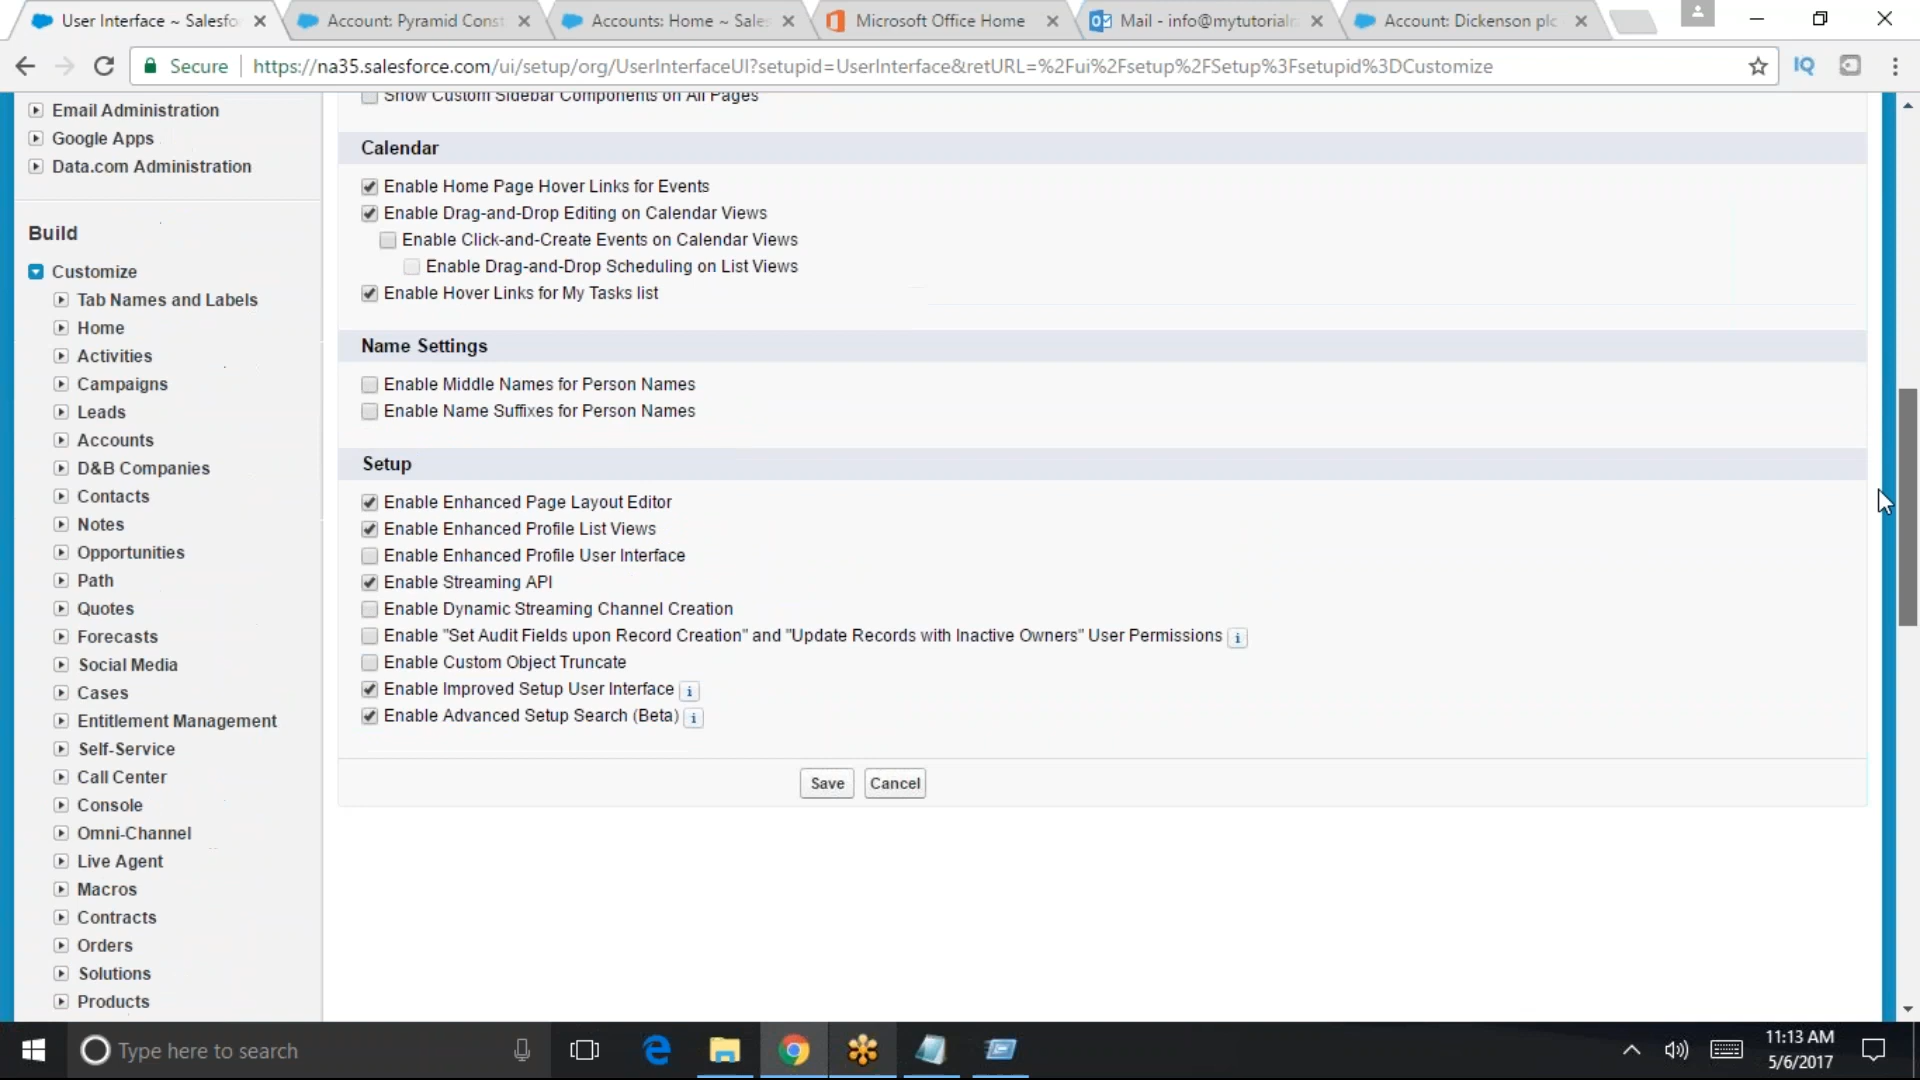 User Interface ~ Salesfo
Account: Pyramid Const
Accounts: Home ~ Sales
Microsoft Office Home
Mail - info@mytutorialr
Account: Dickenson plc
Secure
https://na35.salesforce.com/ui/setup/org/UserInterfaceUI?setupid=UserInterface&retURL=%2Fui%2Fsetup%2FSetup%3Fsetupid%3DCustomize
IQ
Email Administration
Google Apps
Data.com Administration
Build
Customize
Tab Names and Labels
Home
Activities
Campaigns
Leads
Accounts
D&B Companies
Contacts
Notes
Opportunities
Path
Quotes
Forecasts
Social Media
Cases
Entitlement Management
Self-Service
Call Center
Console
Omni-Channel
Live Agent
Macros
Contracts
Orders
Solutions
Products
Show Custom Sidebar Components on All Pages
Calendar
Enable Home Page Hover Links for Events
Enable Drag-and-Drop Editing on Calendar Views
Enable Click-and-Create Events on Calendar Views
Enable Drag-and-Drop Scheduling on List Views
Enable Hover Links for My Tasks list
Name Settings
Enable Middle Names for Person Names
Enable Name Suffixes for Person Names
Setup
Enable Enhanced Page Layout Editor
Enable Enhanced Profile List Views
Enable Enhanced Profile User Interface
Enable Streaming API
Enable Dynamic Streaming Channel Creation
Enable "Set Audit Fields upon Record Creation" and "Update Records with Inactive Owners" User Permissions i
Enable Custom Object Truncate
Enable Improved Setup User Interface i
Enable Advanced Setup Search (Beta) i
Save Cancel
Type here to search
11:13 AM
5/6/2017